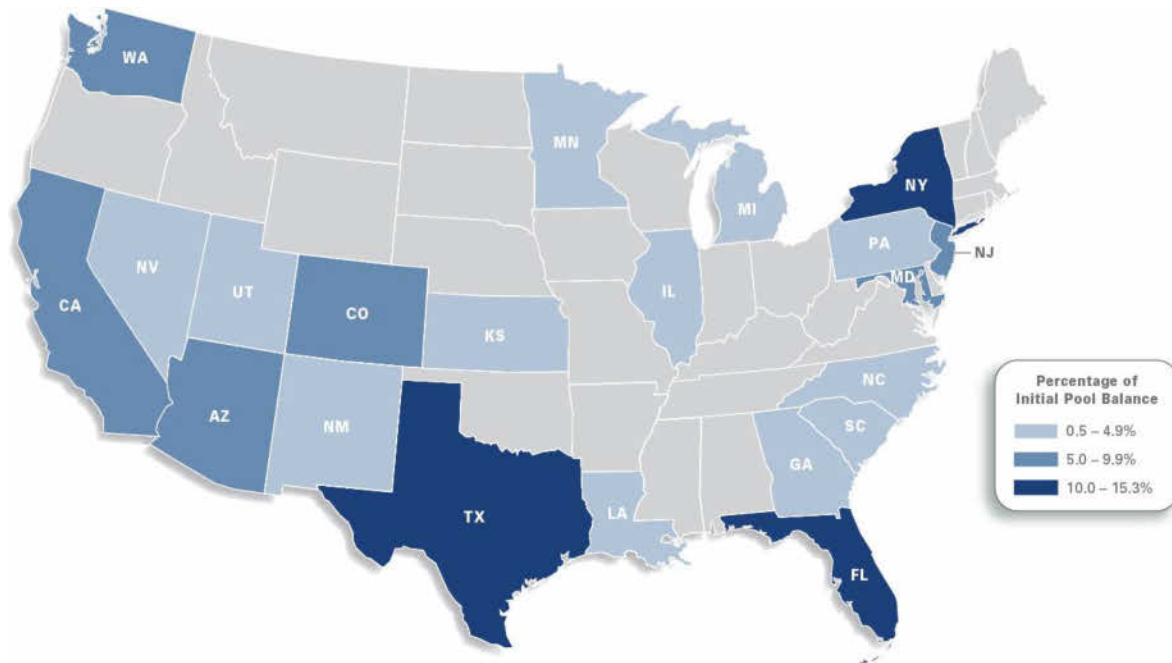 WA
MN
NY
MI
PA
NJ
NV
UT
MD
CA
CO
IL
KS
NC
AZ
NM
SC
GA
TX
LA
FL
Percentage of
Initial Pool Balance
0.5 – 4.9%
5.0 – 9.9%
10.0 – 15.3%